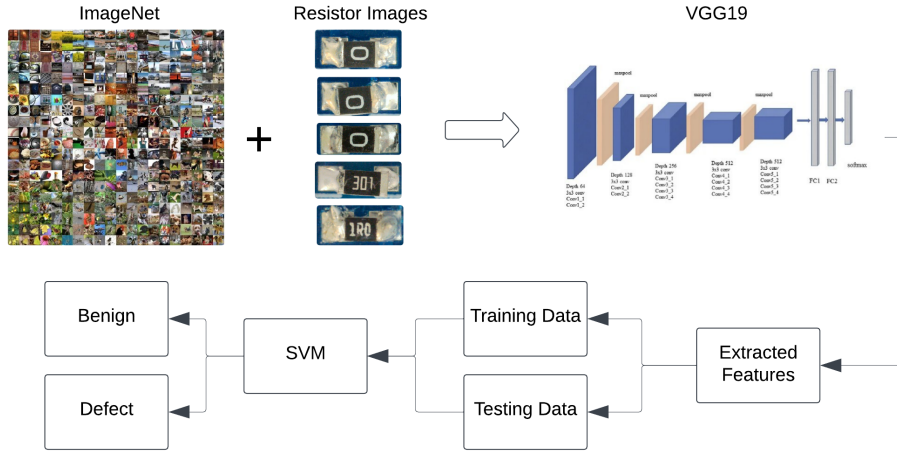 ImageNet
Resistor Images
VGG19
0
0
0
301
1R0
maxpool
maxpool
maxpool
maxpool
Depth 64
3x3 conv
Conv1_1
Conv1_2
Depth 128
3x3 conv
Conv2_1
Conv2_2
Depth 256
3x3 conv
Conv3_1
Conv3_2
Conv3_3
Conv3_4
Depth 512
3x3 conv
Conv4_1
Conv4_2
Conv4_3
Conv4_4
Depth 512
3x3 conv
Conv5_1
Conv5_2
Conv5_3
Conv5_4
FC1
FC2
softmax
Benign
Defect
SVM
Training Data
Testing Data
Extracted
Features